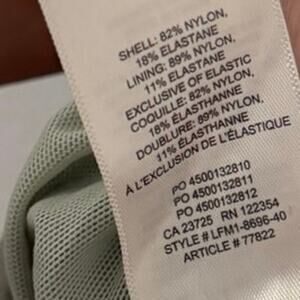 SHELL: 82% NYLON,
18% ELASTANE
LINING: 89% NYLON,
11% ELASTANE
EXCLUSIVE OF ELASTIC
COQUILLE: 82% NYLON,
18% ÉLASTHANNE
DOUBLURE: 89% NYLON,
11% ÉLASTHANNE
A L'EXCLUSION DE L'ÉLASTIQUE
PO 4500132810
PO 4500132811
PO 4500132812
CA 23725 RN 122354
STYLE # LFM1-8696-40
ARTICLE # 77822